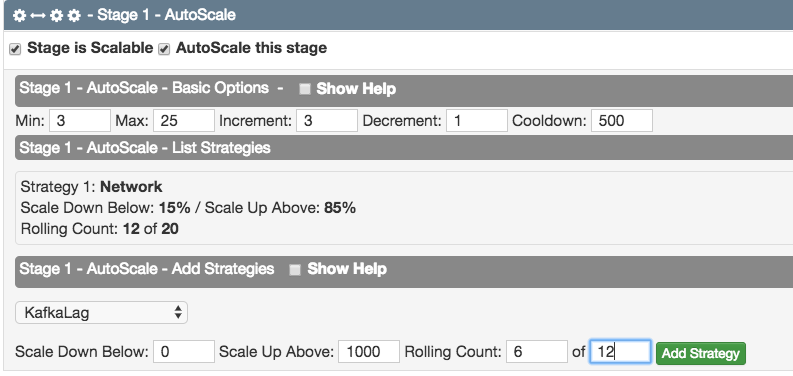 - Stage 1 - AutoScale
Stage is Scalable AutoScale this stage
Stage 1 - AutoScale - Basic Options - Show Help
Min: 3 Max: 25 Increment: 3 Decrement: 1 Cooldown: 500
Stage 1 - AutoScale - List Strategies
Strategy 1: Network
Scale Down Below: 15% / Scale Up Above: 85%
Rolling Count: 12 of 20
Stage 1 - AutoScale - Add Strategies Show Help
KafkaLag
Scale Down Below: 0 Scale Up Above: 1000 Rolling Count: 6 of 12 Add Strategy